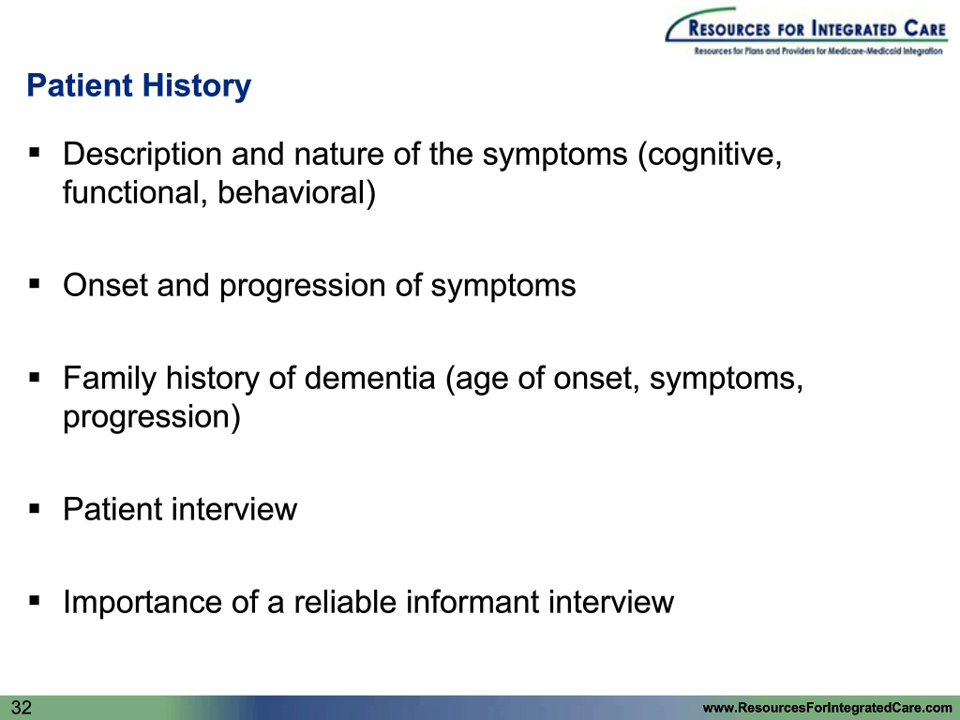 RESOURCES FOR INTEGRATED CARE
Resources for Plans and Providers for Medicare-Medicaid Integration
Patient History
▪ Description and nature of the symptoms (cognitive,
functional, behavioral)
▪ Onset and progression of symptoms
▪ Family history of dementia (age of onset, symptoms,
progression)
▪ Patient interview
▪ Importance of a reliable informant interview
32
www.ResourcesForIntegratedCare.com